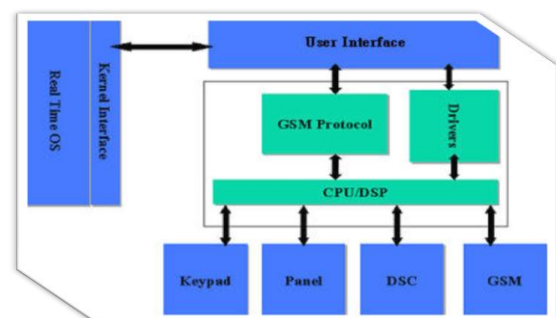 Real Time OS
Kernel Interface
User Interface
GSM Protocol
Drivers
CPU/DSP
Keypad
Panel
DSC
GSM